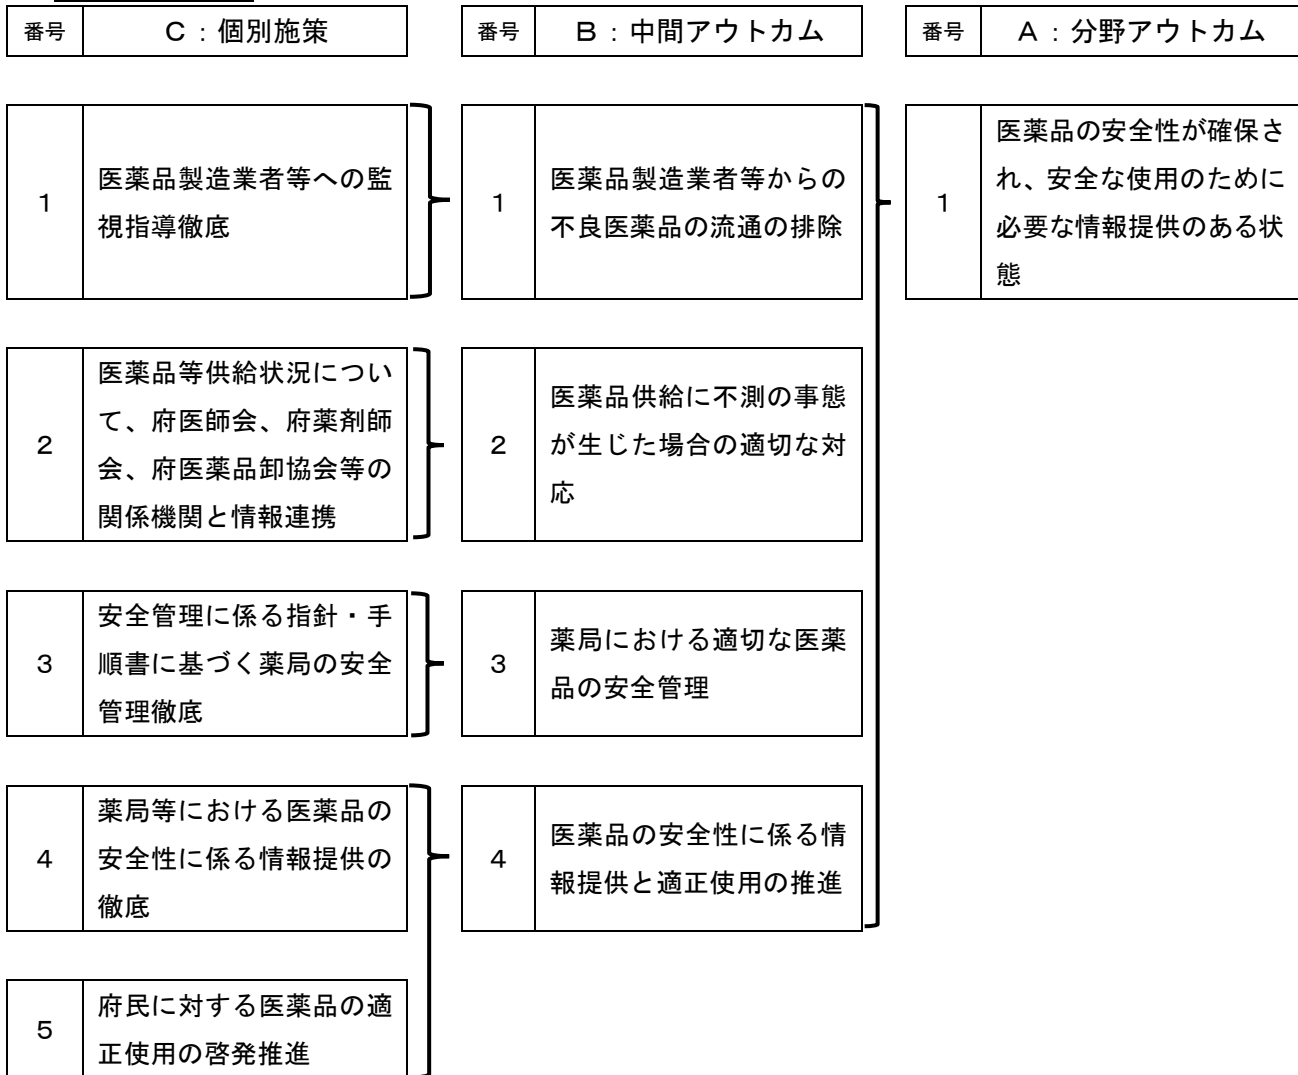 番号 C：個別施策 番号 B：中間アウトカム 番号 A：分野アウトカム
1
医薬品製造業者等への監
視指導徹底
1
医薬品製造業者等からの
不良医薬品の流通の排除
1
医薬品の安全性が確保さ
れ、安全な使用のために
必要な情報提供のある状
態
2
医薬品等供給状況につい
て、府医師会、府薬剤師
会、府医薬品卸協会等の
関係機関と情報連携
2
医薬品供給に不測の事態
が生じた場合の適切な対
応
3
安全管理に係る指針・手
順書に基づく薬局の安全
管理徹底
3
薬局における適切な医薬
品の安全管理
4
薬局等における医薬品の
安全性に係る情報提供の
徹底
4
医薬品の安全性に係る情
報提供と適正使用の推進
5
府民に対する医薬品の適
正使用の啓発推進